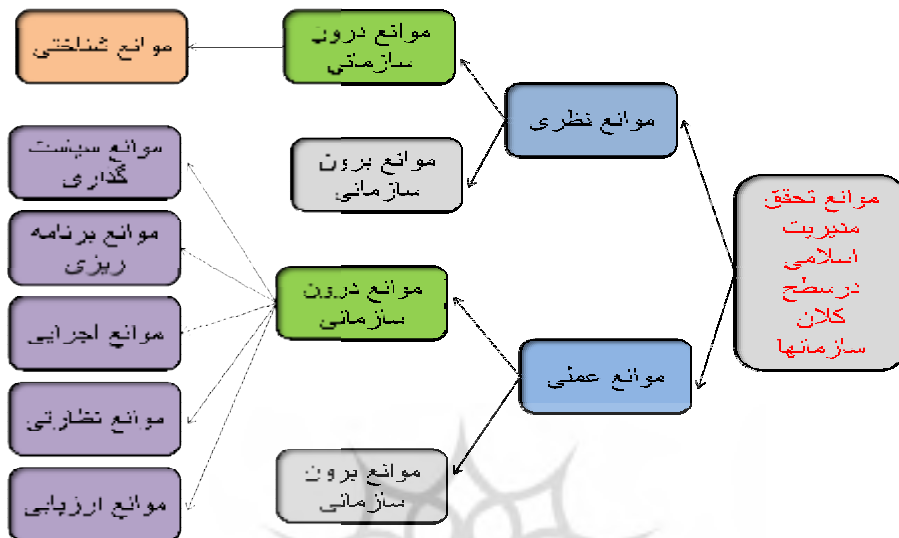 موانع تحقق
مدیریت
اسلامی
درسطح
کلان
سازمانها
موانع نظری
موانع درون
سازمانی
موانع شناختی
موانع برون
سازمانی
موانع عملی
موانع درون
سازمانی
موانع سیاست
گذاری
موانع برنامه
ریزی
موانع اجرایی
موانع نظارتی
موانع ارزیابی
موانع برون
سازمانی